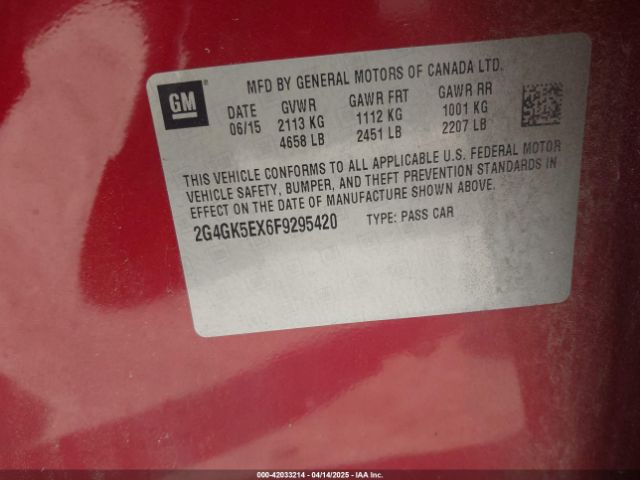 GM
MFD BY GENERAL MOTORS OF CANADA LTD.
DATE GVWR GAWR FRT GAWR RR
06/15 2113 KG 1112 KG 1001 KG
4658 LB 2451 LB 2207 LB
THIS VEHICLE CONFORMS TO ALL APPLICABLE U.S. FEDERAL MOTOR
VEHICLE SAFETY, BUMPER, AND THEFT PREVENTION STANDARDS IN
EFFECT ON THE DATE OF MANUFACTURE SHOWN ABOVE.
2G4GK5EX6F9295420 TYPE: PASS CAR
000-42033214 - 04/14/2025 - IAA Inc.